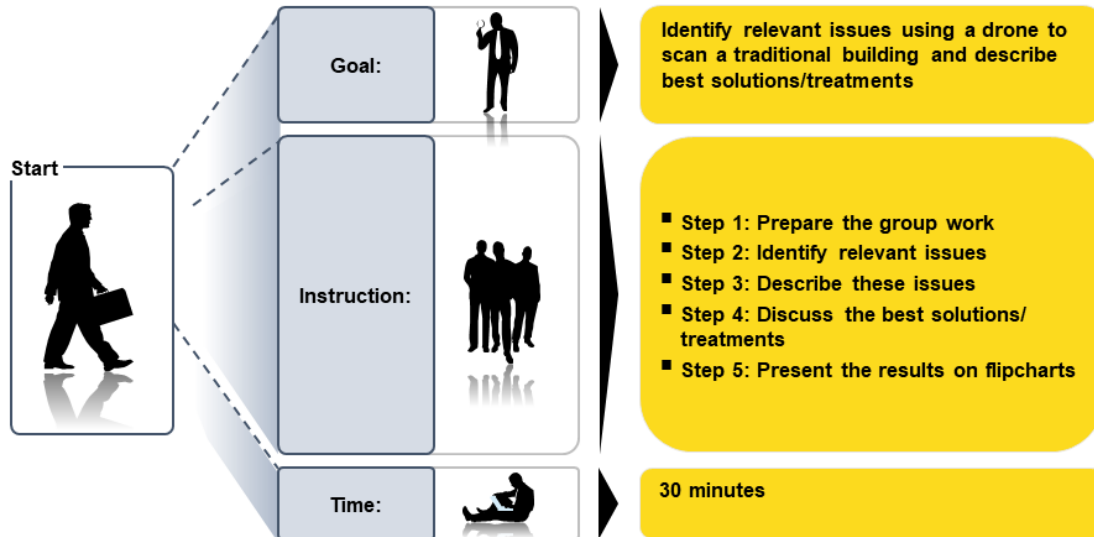 Start
Goal:
Identify relevant issues using a drone to
scan a traditional building and describe
best solutions/treatments
Instruction:
▪ Step 1: Prepare the group work
▪ Step 2: Identify relevant issues
▪ Step 3: Describe these issues
▪ Step 4: Discuss the best solutions/
treatments
▪ Step 5: Present the results on flipcharts
Time:
30 minutes